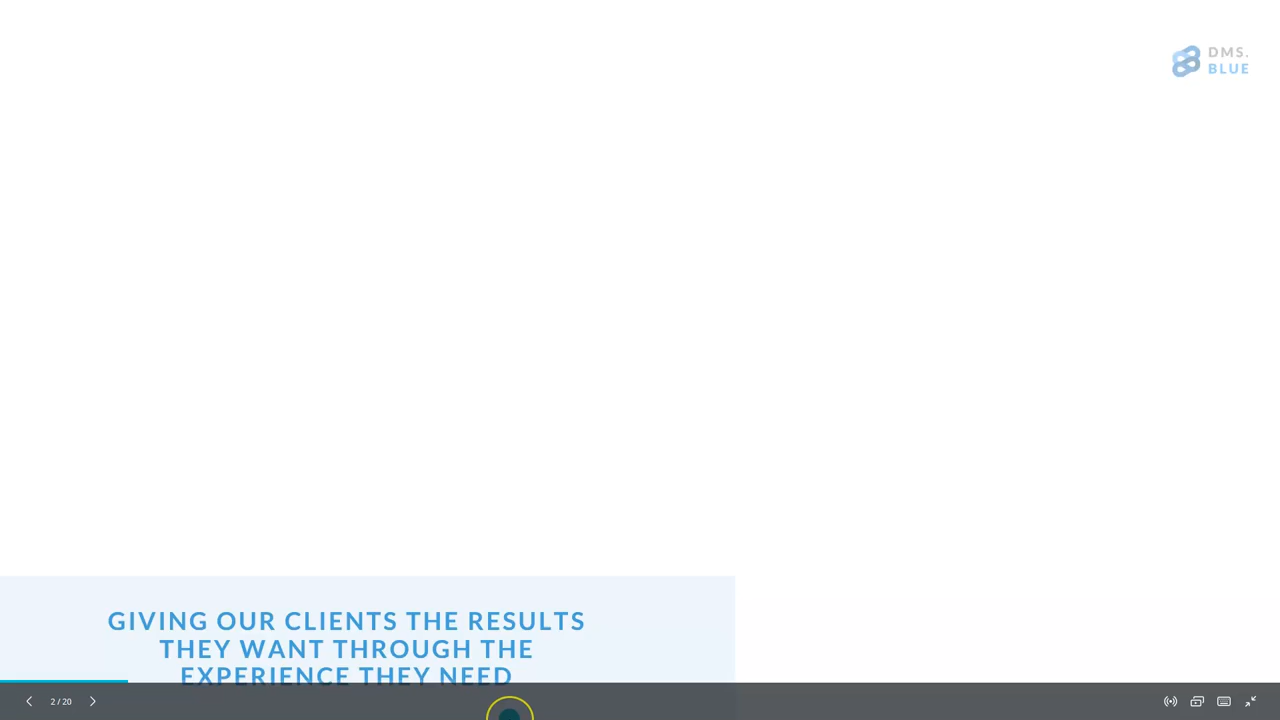 DMS.
BLUE
GIVING OUR CLIENTS THE RESULTS
THEY WANT THROUGH THE
EXPERIENCE THEY NEED
2 / 20